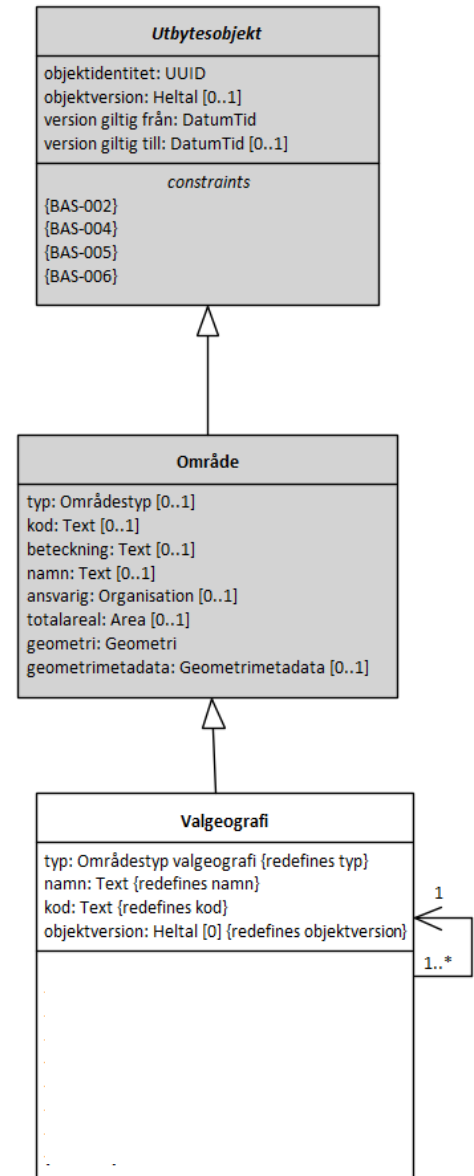 Utbytesobjekt
objektidentitet: UUID
objektversion: Heltal [0..1]
version giltig från: DatumTid
version giltig till: DatumTid [0..1]
constraints
{BAS-002}
{BAS-004}
{BAS-005}
{BAS-006}
Område
typ: Områdestyp [0..1]
kod: Text [0..1]
beteckning: Text [0..1]
namn: Text [0..1]
ansvarig: Organisation [0..1]
totalareal: Area [0..1]
geometri: Geometri
geometrimetadata: Geometrimetadata [0..1]
Valgeografi
typ: Områdestyp valgeografi {redefines typ}
namn: Text {redefines namn}
kod: Text {redefines kod}
objektversion: Heltal [0] {redefines objektversion}
1
1..*